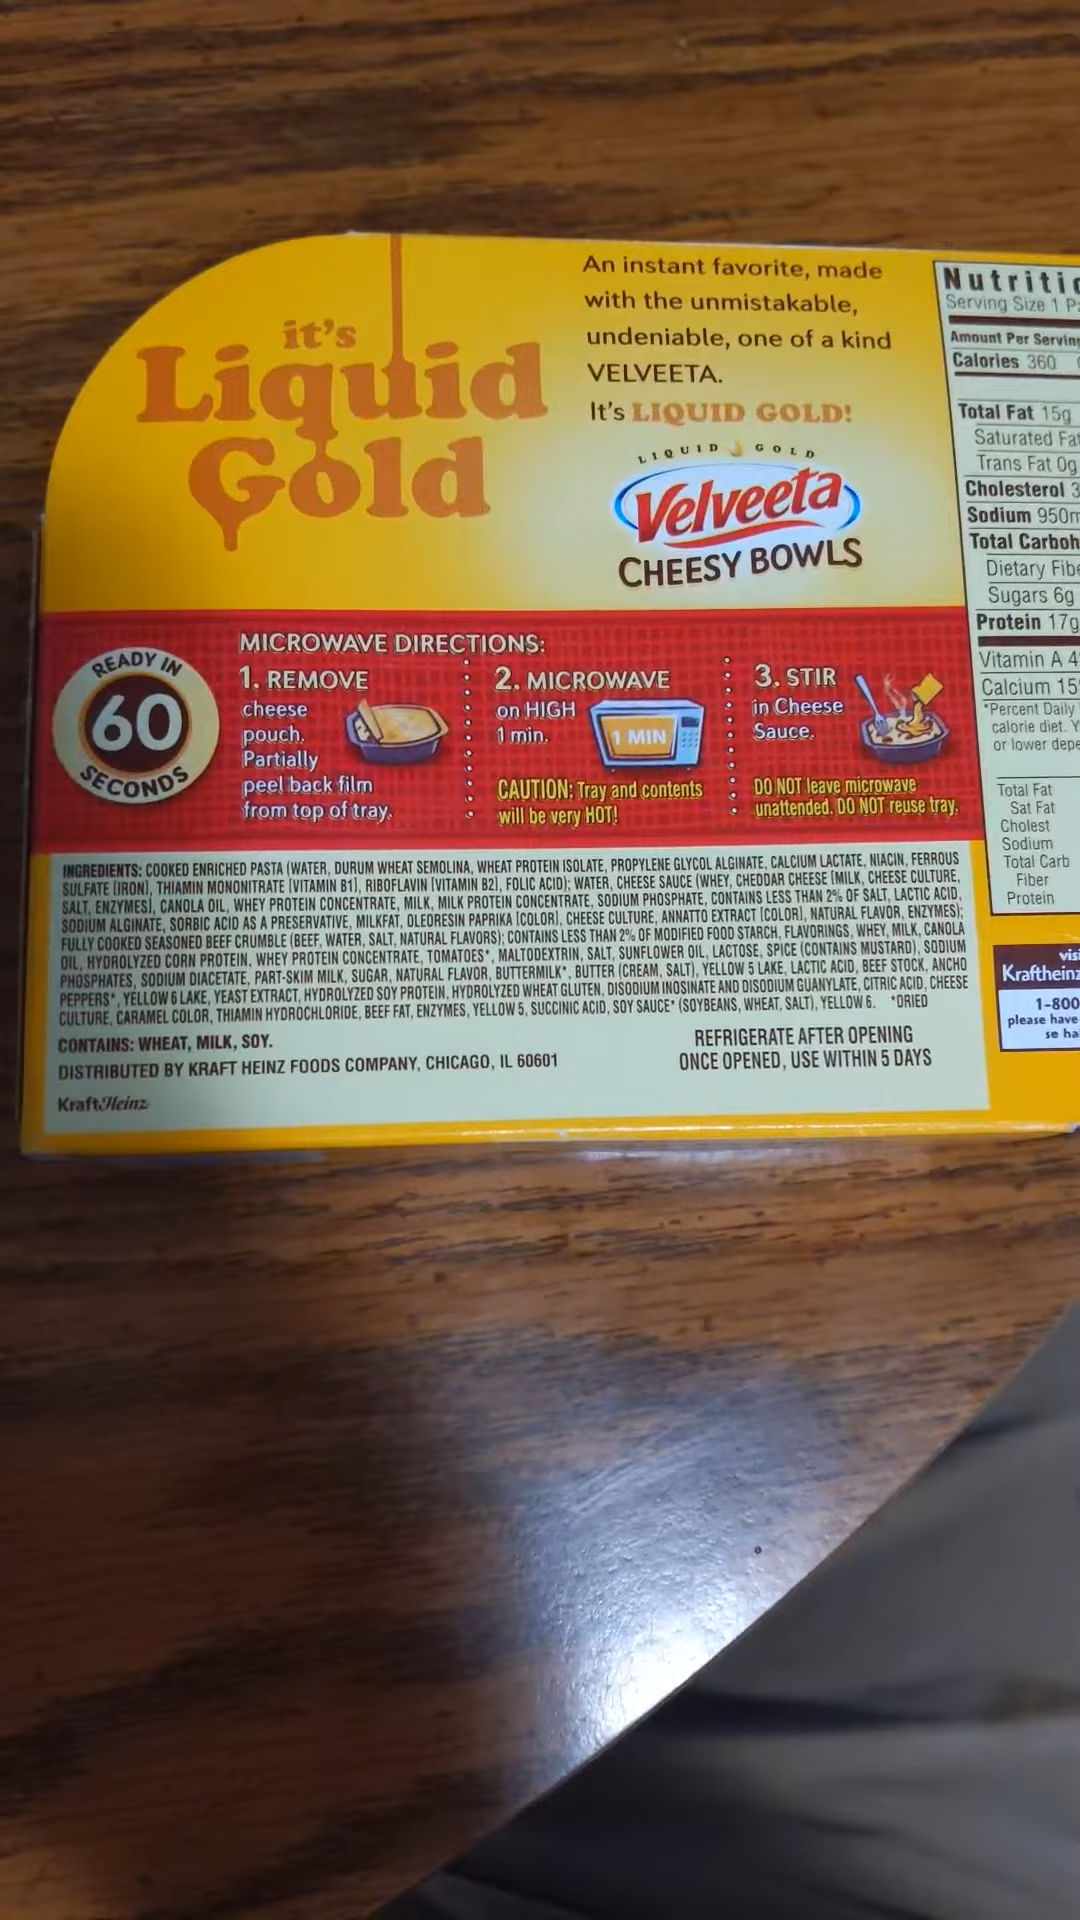 it's
Liquid
Gold
An instant favorite, made
with the unmistakable,
undeniable, one of a kind
VELVEETA.
It's LIQUID GOLD!
LIQUID GOLD
Velveeta
CHEESY BOWLS
READY IN
60
SECONDS
MICROWAVE DIRECTIONS:
1. REMOVE
cheese
pouch.
Partially
peel back film
from top of tray.
2. MICROWAVE
on HIGH
1 min.
1 MIN
CAUTION: Tray and contents
will be very HOT!
3. STIR
in Cheese
Sauce.
DO NOT leave microwave
unattended. DO NOT reuse tray.
INGREDIENTS: COOKED ENRICHED PASTA (WATER, DURUM WHEAT SEMOLINA, WHEAT PROTEIN ISOLATE, PROPYLENE GLYCOL ALGINATE, CALCIUM LACTATE, NIACIN, FERROUS
SULFATE [IRON], THIAMIN MONONITRATE [VITAMIN B1], RIBOFLAVIN [VITAMIN B2], FOLIC ACID); WATER, CHEESE SAUCE (WHEY, CHEDDAR CHEESE [MILK, CHEESE CULTURE,
SALT, ENZYMES], CANOLA OIL, WHEY PROTEIN CONCENTRATE, MILK, MILK PROTEIN CONCENTRATE, SODIUM PHOSPHATE, CONTAINS LESS THAN 2% OF SALT, LACTIC ACID,
SODIUM ALGINATE, SORBIC ACID AS A PRESERVATIVE, MILKFAT, OLEORESIN PAPRIKA [COLOR], CHEESE CULTURE, ANNATTO EXTRACT [COLOR], NATURAL FLAVOR, ENZYMES);
FULLY COOKED SEASONED BEEF CRUMBLE (BEEF, WATER, SALT, NATURAL FLAVORS); CONTAINS LESS THAN 2% OF MODIFIED FOOD STARCH, FLAVORINGS, WHEY, MILK, CANOLA
OIL, HYDROLYZED CORN PROTEIN, WHEY PROTEIN CONCENTRATE, TOMATOES*, MALTODEXTRIN, SALT, SUNFLOWER OIL, LACTOSE, SPICE (CONTAINS MUSTARD), SODIUM
PHOSPHATES, SODIUM DIACETATE, PART-SKIM MILK, SUGAR, NATURAL FLAVOR, BUTTERMILK*, BUTTER (CREAM, SALT), YELLOW 5 LAKE, LACTIC ACID, BEEF STOCK, ANCHO
PEPPERS*, YELLOW 6 LAKE, YEAST EXTRACT, HYDROLYZED SOY PROTEIN, HYDROLYZED WHEAT GLUTEN, DISODIUM INOSINATE AND DISODIUM GUANYLATE, CITRIC ACID, CHEESE
CULTURE, CARAMEL COLOR, THIAMIN HYDROCHLORIDE, BEEF FAT, ENZYMES, YELLOW 5, SUCCINIC ACID, SOY SAUCE* (SOYBEANS, WHEAT, SALT), YELLOW 6. *DRIED
CONTAINS: WHEAT, MILK, SOY.
DISTRIBUTED BY KRAFT HEINZ FOODS COMPANY, CHICAGO, IL 60601
REFRIGERATE AFTER OPENING
ONCE OPENED, USE WITHIN 5 DAYS
KraftHeinz
Nutritio
Serving Size 1 P
Amount Per Serving
Calories 360
Total Fat 15g
Saturated Fat
Trans Fat 0g
Cholesterol 3
Sodium 950m
Total Carboh
Dietary Fibe
Sugars 6g
Protein 17g
Vitamin A 4
Calcium 15
*Percent Daily
calorie diet. Y
or lower depe
Total Fat
Sat Fat
Cholest
Sodium
Total Carb
Fiber
Protein
visi
Kraftheinz
1-800
please have
se ha